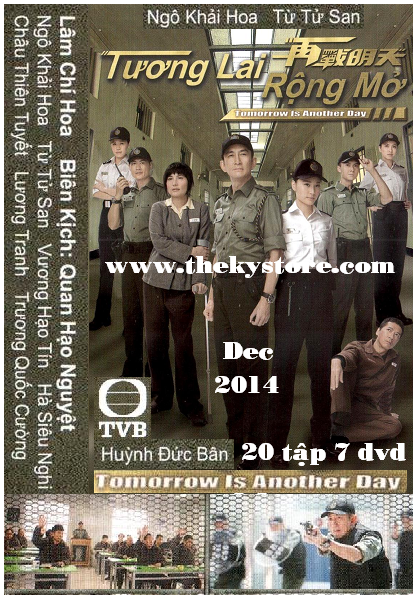 Ngô Khải Hoa Từ Tử San
"Tương Lai
再戰明天
Rộng Mở"
Tomorrow Is Another Day
www.thekystore.com
Dec
2014
TVB
Huỳnh Đức Bân
20 tập 7 dvd
Tomorrow Is Another Day
Lâm Chí Hoa Biên Kịch: Quan Hạo Nguyệt
Ngô Khải Hoa Từ Tử San Vương Hạo Tín Hà Siêu Nghi
Châu Thiên Tuyết Lương Tranh Trương Quốc Cường